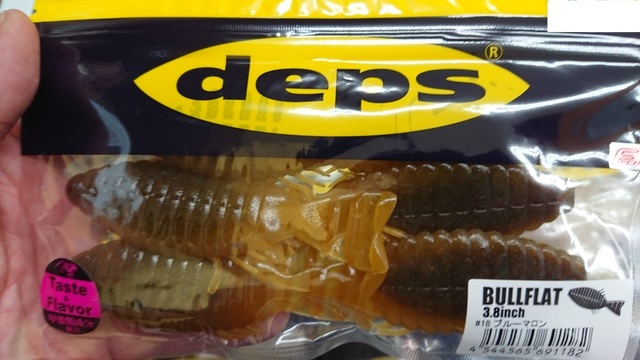 deps®
Taste
&
Flavor
BULLFLAT
3.8inch
#18 ブルーマロン
4 544565 691182